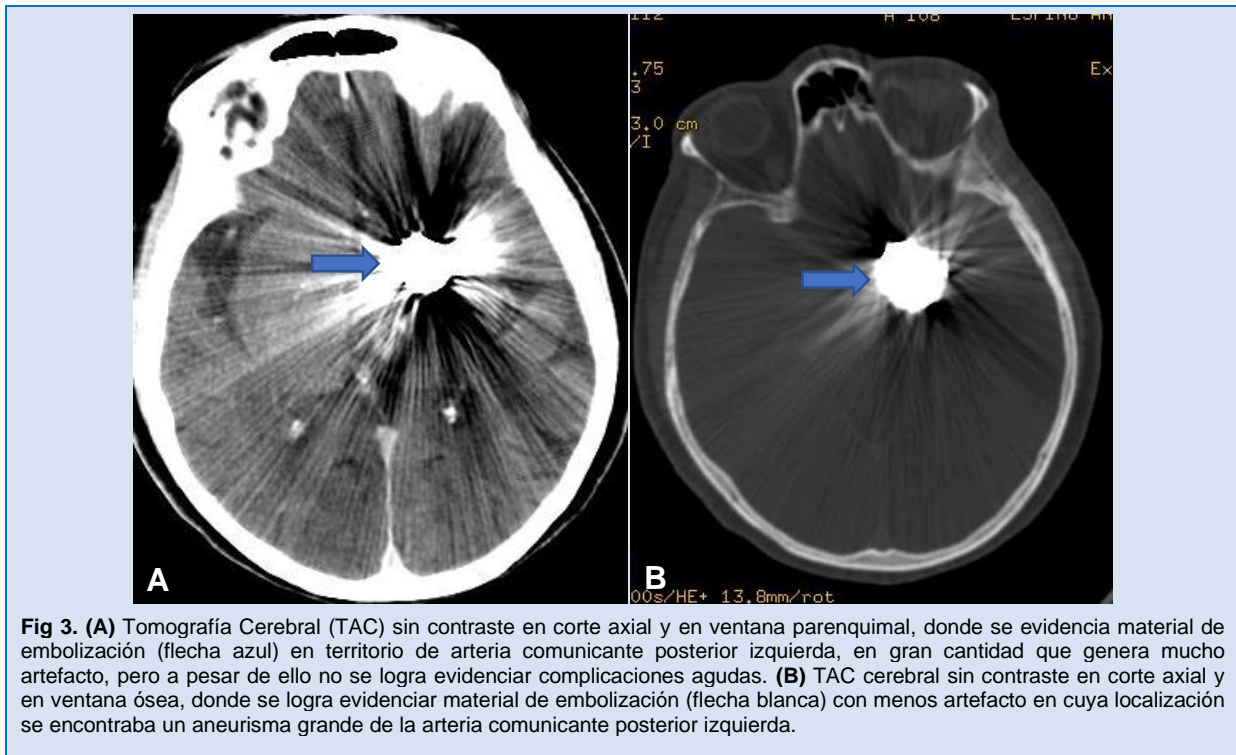 112
A 108
ESPINO AR
.75
3
Ex
3.0 cm
/I
A
B
00s/HE+ 13.8mm/rot
Fig 3. (A) Tomografía Cerebral (TAC) sin contraste en corte axial y en ventana parenquimal, donde se evidencia material de
embolización (flecha azul) en territorio de arteria comunicante posterior izquierda, en gran cantidad que genera mucho
artefacto, pero a pesar de ello no se logra evidenciar complicaciones agudas. (B) TAC cerebral sin contraste en corte axial y
en ventana ósea, donde se logra evidenciar material de embolización (flecha blanca) con menos artefacto en cuya localización
se encontraba un aneurisma grande de la arteria comunicante posterior izquierda.